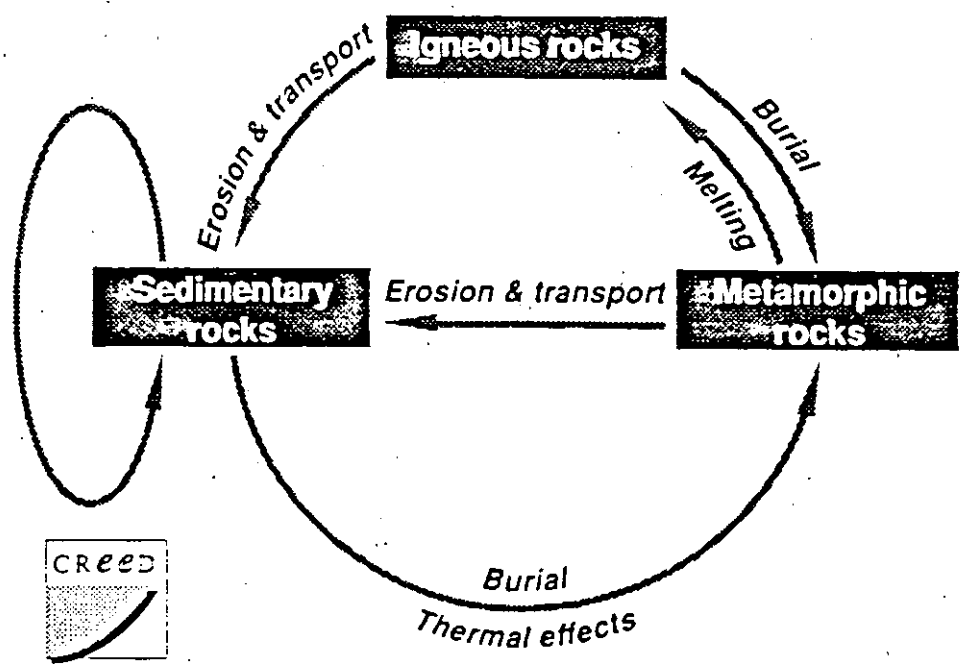 Igneous rocks
Erosion & transport
Burial
Melting
Sedimentary
rocks
Erosion & transport
Metamorphic
rocks
Burial
Thermal effects
CReeD